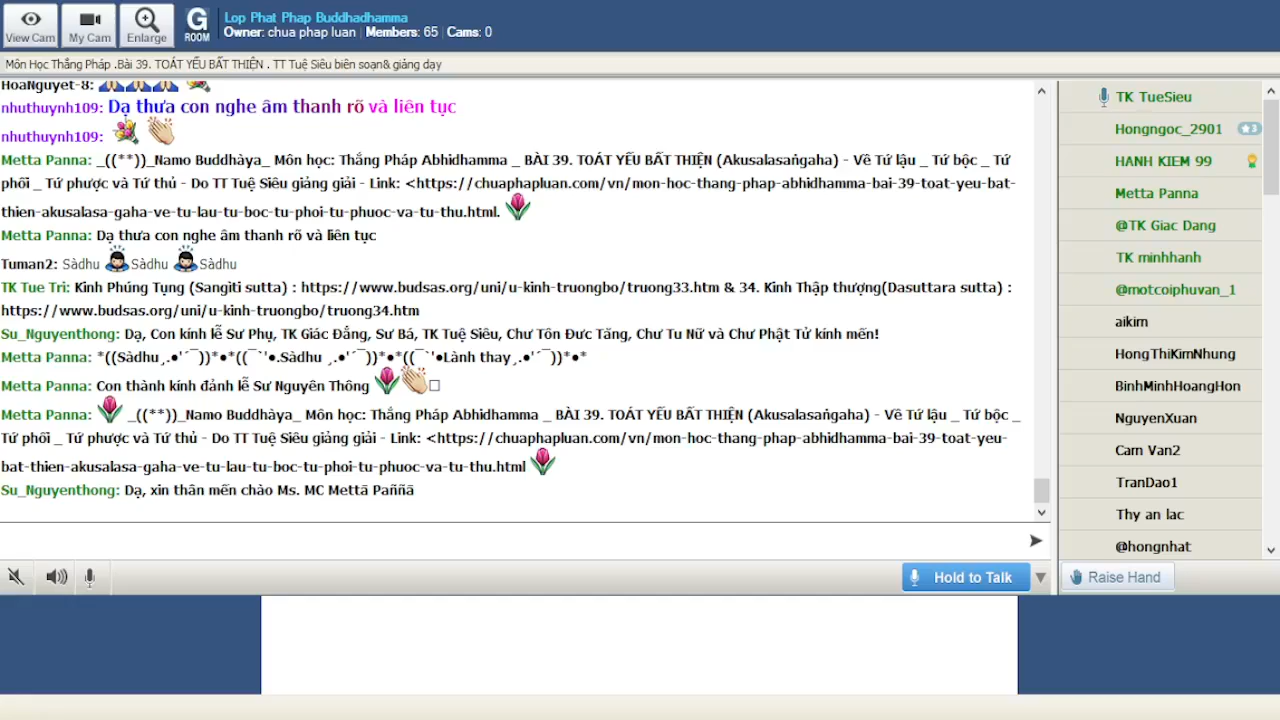 View Cam
My Cam
Enlarge
G
ROOM
Lop Phat Phap Buddhadhamma
Owner: chua phap luan | Members: 65 | Cams: 0
Môn Học Thắng Pháp .Bài 39. TOÁT YẾU BẤT THIỆN . TT Tuệ Siêu biên soạn& giảng dạy
HoaNguyet-8:
nhuthuynh109: Dạ thưa con nghe âm thanh rõ và liên tục
nhuthuynh109:
Metta Panna: _((**))_Namo Buddhàya_ Môn học: Thắng Pháp Abhidhamma _ BÀI 39. TOÁT YẾU BẤT THIỆN (Akusalasaṅgaha) - Về Tứ lậu _ Tứ bộc _ Tứ
phối _ Tứ phược và Tứ thủ - Do TT Tuệ Siêu giảng giải - Link: <https://chuaphapluan.com/vn/mon-hoc-thang-phap-abhidhamma-bai-39-toat-yeu-bat-
thien-akusalasa-gaha-ve-tu-lau-tu-boc-tu-phoi-tu-phuoc-va-tu-thu.html.
Metta Panna: Dạ thưa con nghe âm thanh rõ và liên tục
Tuman2: Sàdhu Sàdhu Sàdhu
TK Tue Tri: Kinh Phúng Tụng (Sangìti sutta) : https://www.budsas.org/uni/u-kinh-truongbo/truong33.htm & 34. Kinh Thập thượng(Dasuttara sutta) :
https://www.budsas.org/uni/u-kinh-truongbo/truong34.htm
Su_Nguyenthong: Dạ, Con kính lễ Sư Phụ, TK Giác Đẳng, Sư Bá, TK Tuệ Siêu, Chư Tôn Đưc Tăng, Chư Tu Nữ và Chư Phật Tử kính mến!
Metta Panna: *((Sàdhu¸.●'´¯))*●*((¯`'●.Sàdhu ¸.●'´¯))*●*((¯`'●Lành thay¸.●'´¯))*●*
Metta Panna: Con thành kính đảnh lễ Sư Nguyên Thông
Metta Panna: _((**))_Namo Buddhàya_ Môn học: Thắng Pháp Abhidhamma _ BÀI 39. TOÁT YẾU BẤT THIỆN (Akusalasaṅgaha) - Về Tứ lậu _ Tứ bộc _
Tứ phối _ Tứ phược và Tứ thủ - Do TT Tuệ Siêu giảng giải - Link: <https://chuaphapluan.com/vn/mon-hoc-thang-phap-abhidhamma-bai-39-toat-yeu-
bat-thien-akusalasa-gaha-ve-tu-lau-tu-boc-tu-phoi-tu-phuoc-va-tu-thu.html
Su_Nguyenthong: Dạ, xin thân mến chào Ms. MC Mettā Paññā
TK TueSieu
Hongngoc_2901
3
HANH KIEM 99
Metta Panna
@TK Giac Dang
TK minhhanh
@motcoiphuvan_1
aikim
HongThiKimNhung
BinhMinhHoangHon
NguyenXuan
Cam Van2
TranDao1
Thy an lac
@hongnhat
Hold to Talk
Raise Hand